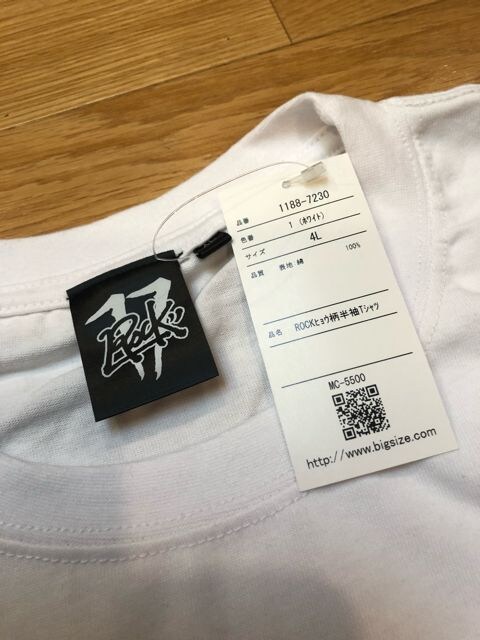 品番 1188-7230
色番 1 (ホワイト)
サイズ 4L
品質 表地 綿 100%
品名 ROCKヒョウ柄半袖Tシャツ
MC-5500
http://www.bigsize.com
17
Rock